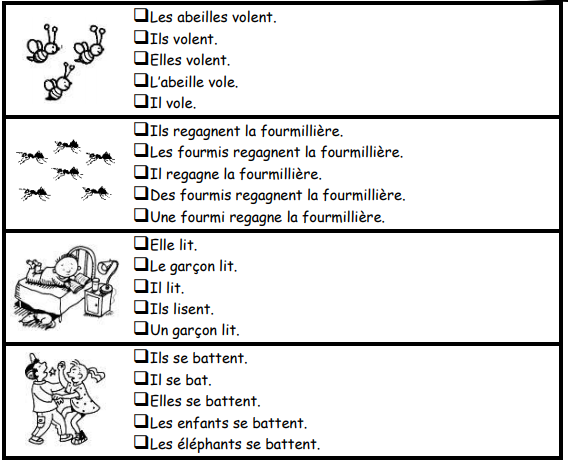 Les abeilles volent.
Ils volent.
Elles volent.
L'abeille vole.
Il vole.
Ils regagnent la fourmillière.
Les fourmis regagnent la fourmillière.
Il regagne la fourmillière.
Des fourmis regagnent la fourmillière.
Une fourmi regagne la fourmillière.
Elle lit.
Le garçon lit.
Il lit.
Ils lisent.
Un garçon lit.
Ils se battent.
Il se bat.
Elles se battent.
Les enfants se battent.
Les éléphants se battent.